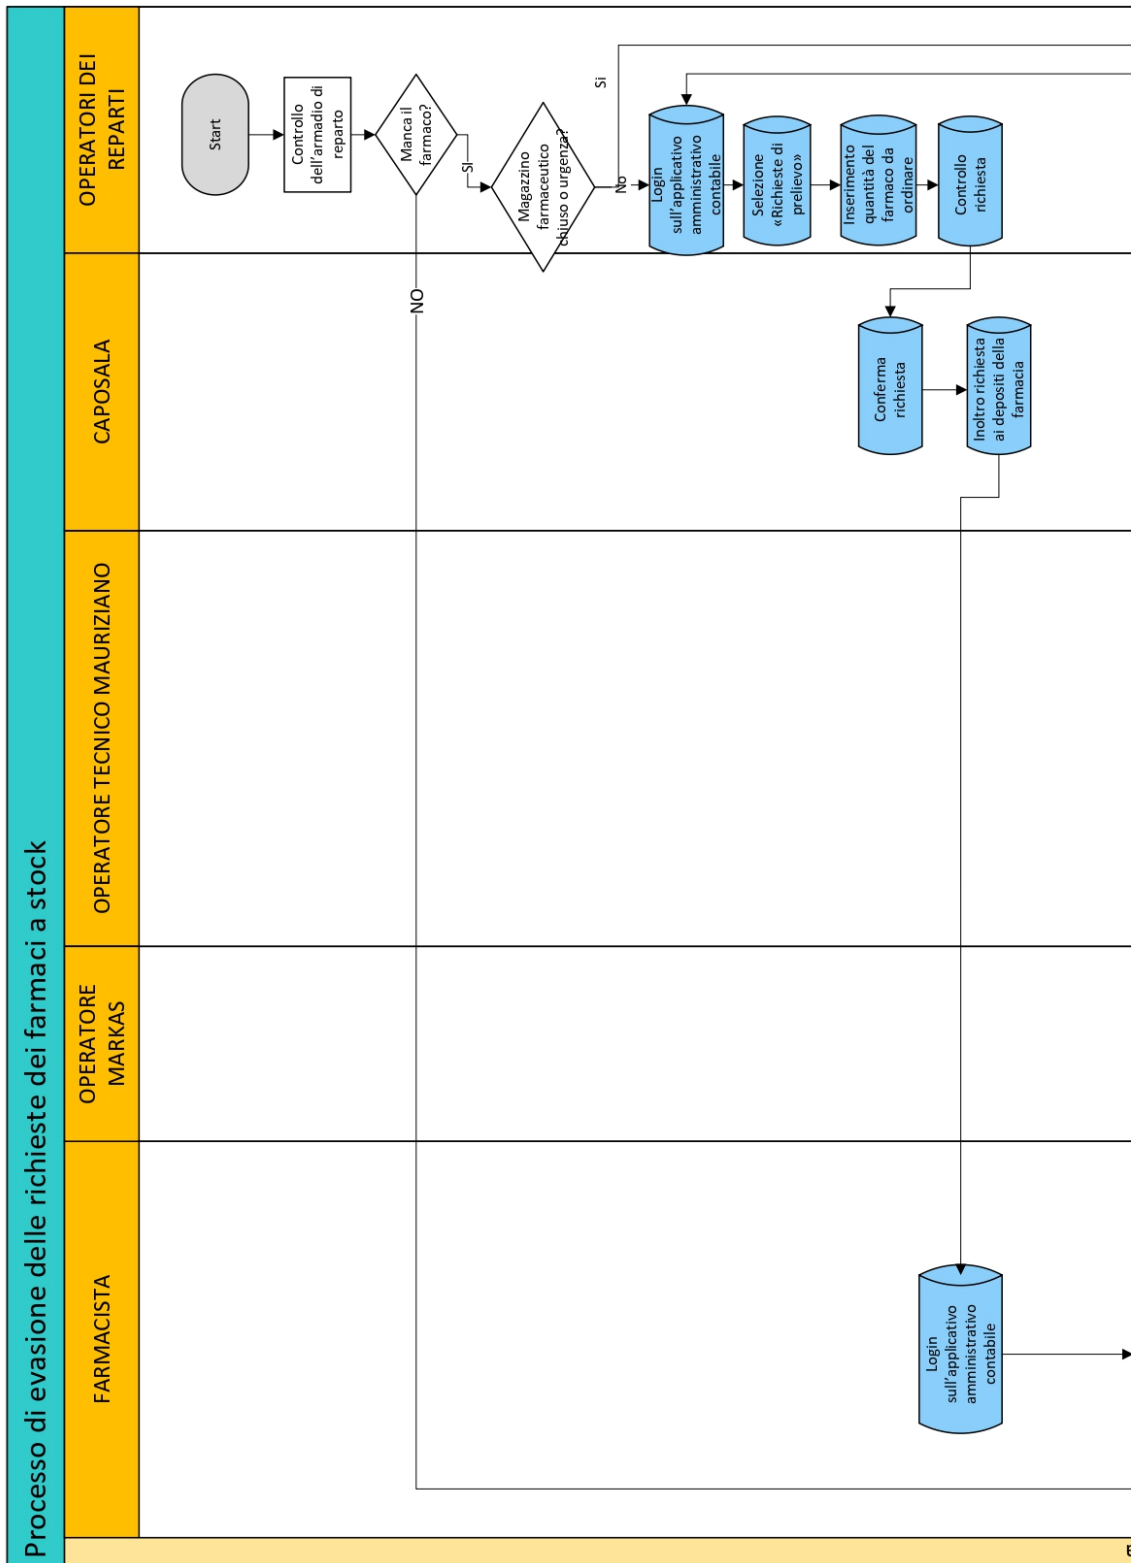 Processo di evasione delle richieste dei farmaci a stock
FARMACISTA
OPERATORE
MARKAS
OPERATORE TECNICO MAURIZIANO
CAPOSALA
OPERATORI DEI
REPARTI
Start
Controllo
dell'armadio di
reparto
Manca il
farmaco?
SI
NO
Magazzino
farmaceutico
chiuso o urgenza?
Si
No
Login
sull'applicativo
amministrativo
contabile
Selezione
«Richieste di
prelievo»
Inserimento
quantità del
farmaco da
ordinare
Controllo
richiesta
Conferma
richiesta
Inoltro richiesta
ai depositi della
farmacia
Login
sull'applicativo
amministrativo
contabile